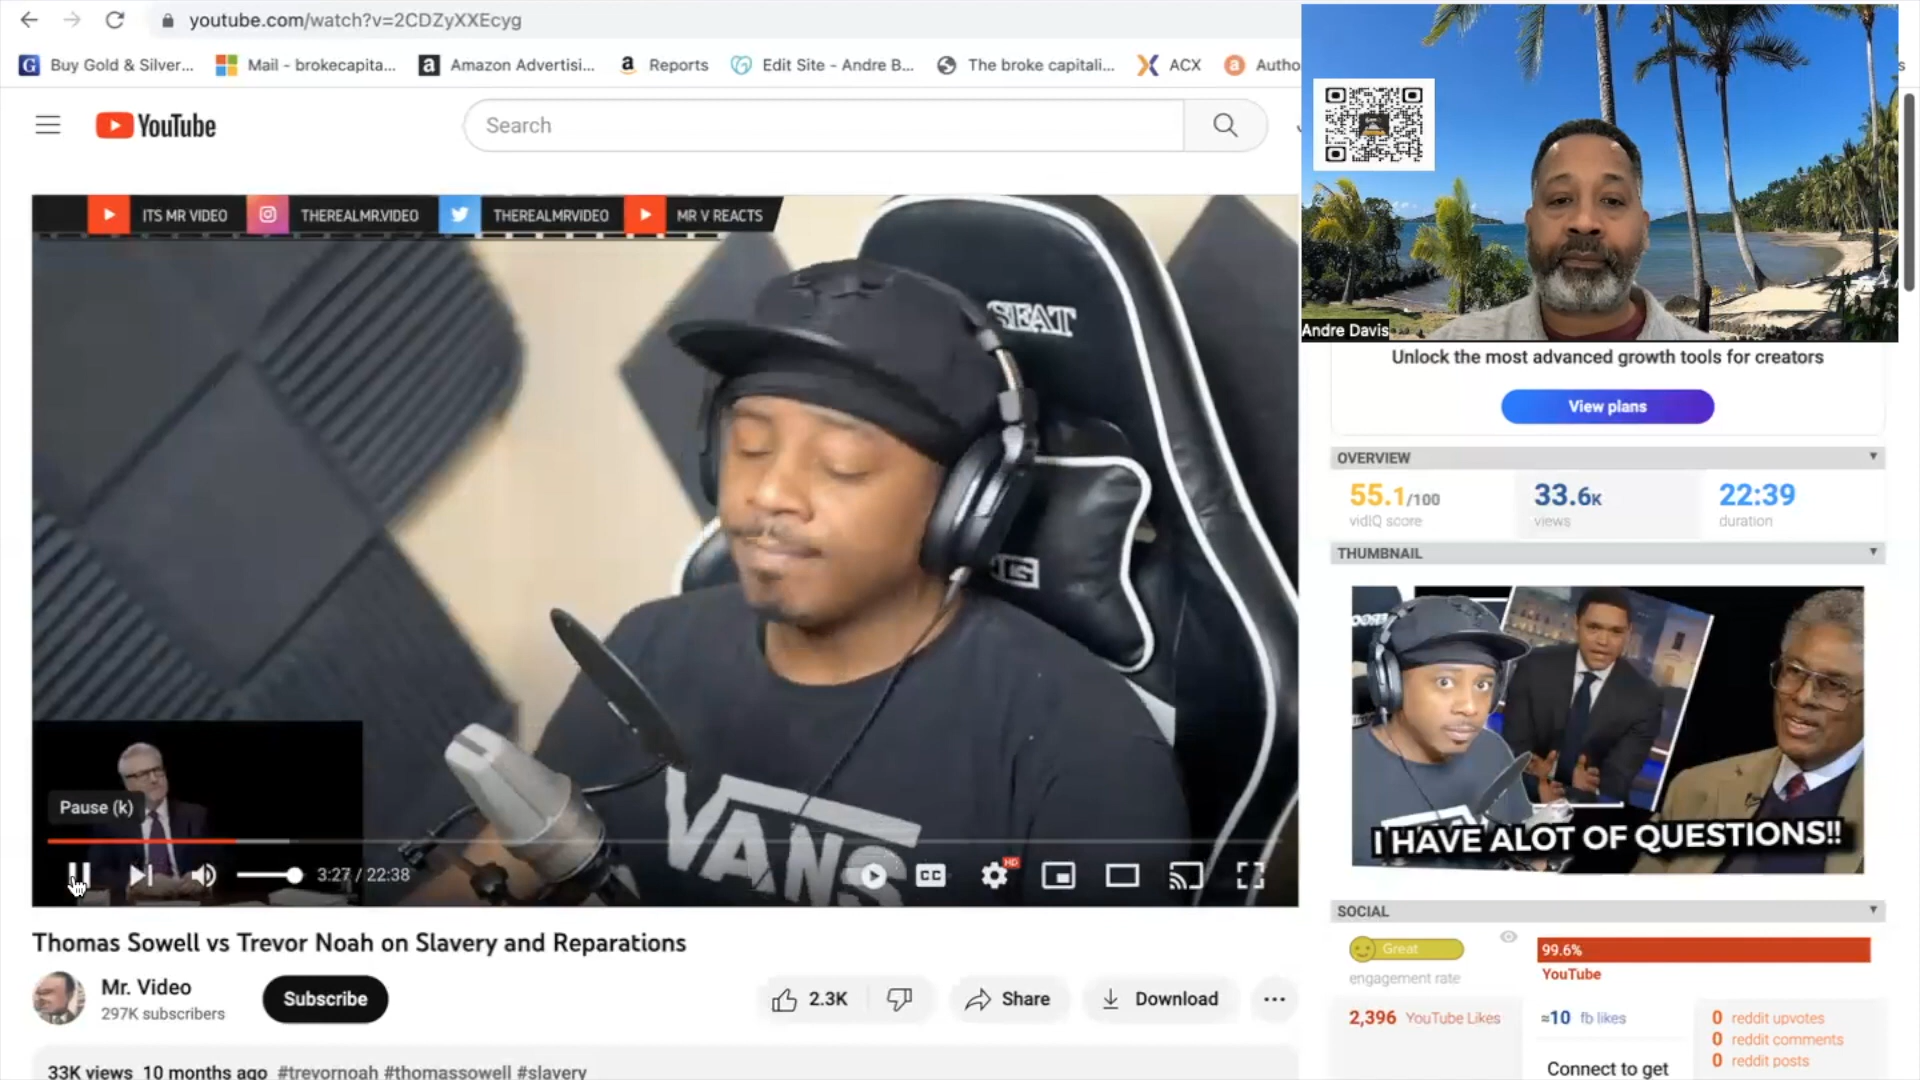 youtube.com/watch?v=2CDZyXXEcyg
Buy Gold & Silver... Mail - brokecapita... Amazon Advertisi... Reports Edit Site - Andre B... The broke capitali... ACX Autho
YouTube
Search
ITS MR VIDEO THEREALMR.VIDEO THEREALMRVIDEO MR V REACTS
SEAT
NG
VANS
Andre Davis
Pause (k)
3:27 / 22:38
CC
HD
Thomas Sowell vs Trevor Noah on Slavery and Reparations
Mr. Video
297K subscribers
Subscribe
2.3K
Share
Download
33K views 10 months ago #trevornoah #thomassowell #slavery
Unlock the most advanced growth tools for creators
View plans
OVERVIEW
55.1/100
vidIQ score
33.6K
views
22:39
duration
THUMBNAIL
I HAVE ALOT OF QUESTIONS!!
SOCIAL
Great
engagement rate
99.6%
YouTube
2,396 YouTube Likes
≈10 fb likes
Connect to get
0 reddit upvotes
0 reddit comments
0 reddit posts